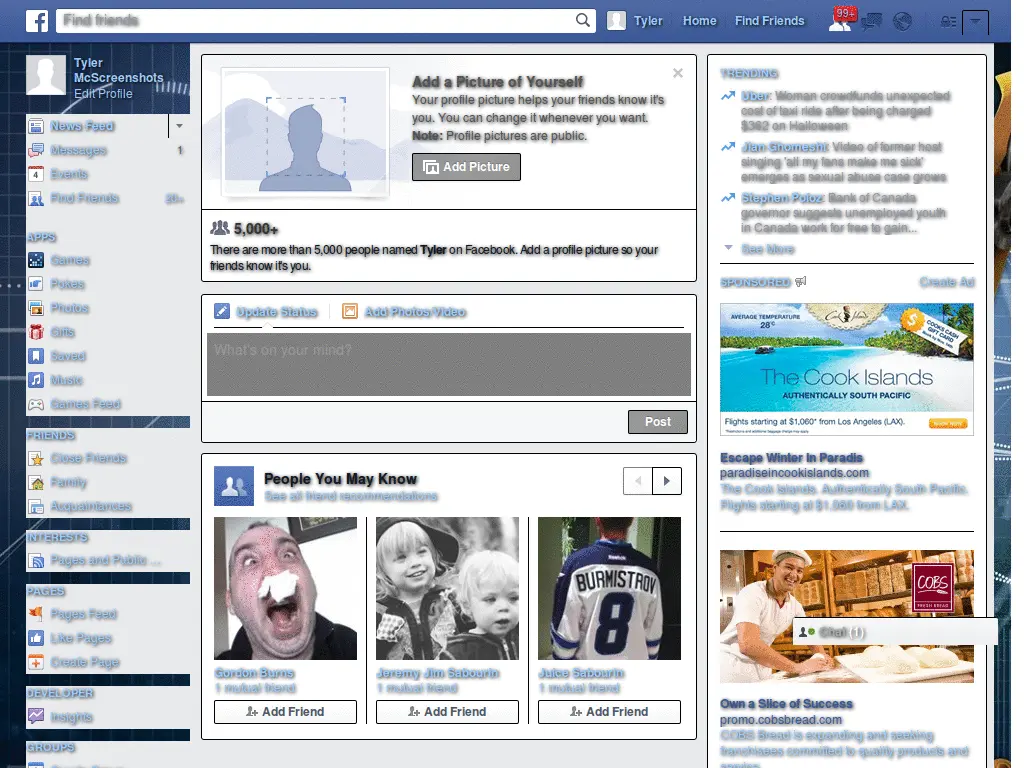 Find friends
Tyler
Home
Find Friends
99+
Tyler
McScreenshots
Edit Profile
News Feed
Messages
1
Events
4
Find Friends
20+
APPS
Games
Pokes
Photos
Gifts
Saved
Music
Games Feed
FRIENDS
Close Friends
Family
Acquaintances
INTERESTS
Pages and Public ...
PAGES
Pages Feed
Like Pages
Create Page
DEVELOPER
Insights
GROUPS
Add a Picture of Yourself
Your profile picture helps your friends know it's
you. You can change it whenever you want.
Note: Profile pictures are public.
Add Picture
5,000+
There are more than 5,000 people named Tyler on Facebook. Add a profile picture so your
friends know it's you.
Update Status
Add Photos/Video
What's on your mind?
Post
People You May Know
See all friend recommendations
BURMISTROV
8
Gordon Burns
1 mutual friend
Add Friend
Jeremy Jim Sabourin
1 mutual friend
Add Friend
Juice Sabourin
1 mutual friend
Add Friend
TRENDING
Uber: Woman crowdfunds unexpected
cost of taxi ride after being charged
$362 on Halloween
Jian Ghomeshi: Video of former host
singing 'all my fans make me sick'
emerges as sexual abuse case grows
Stephen Poloz: Bank of Canada
governor suggests unemployed youth
in Canada work for free to gain...
See More
SPONSORED
Create Ad
AVERAGE TEMPERATURE
28°C
Cook Islands
$
COOKS CASH
GIFT CARD
The Cook Islands
AUTHENTICALLY SOUTH PACIFIC
Flights starting at $1,060* from Los Angeles (LAX).
BOOK NOW
Escape Winter In Paradis
paradiseincookislands.com
The Cook Islands. Authentically South Pacific.
Flights starting at $1,060 from LAX.
COBS
FRESH BREAD
Chat (1)
Own a Slice of Success
promo.cobsbread.com
COBS Bread is expanding and seeking
franchisees committed to quality products and